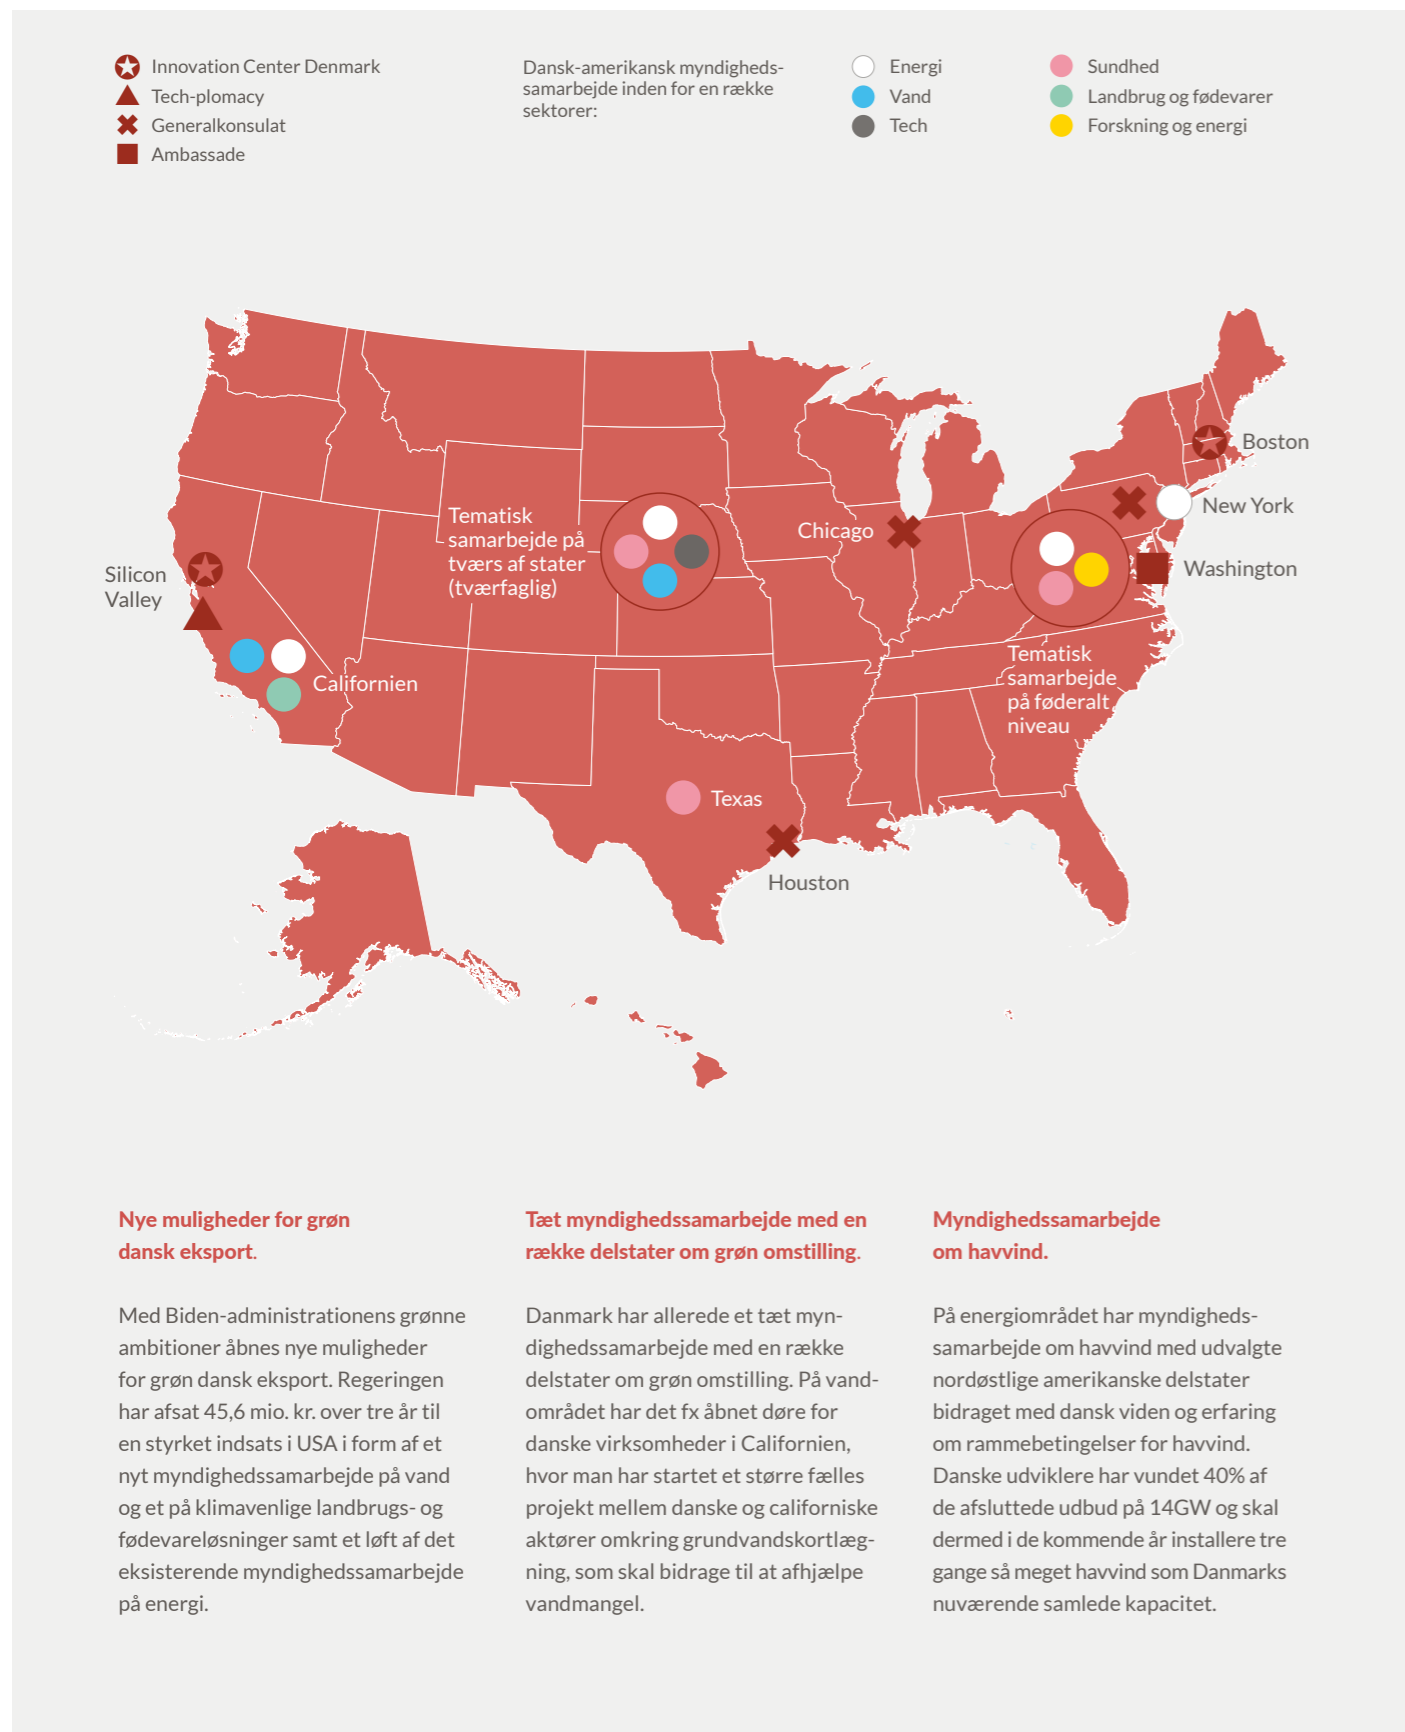 Innovation Center Denmark
Tech-plomacy
Generalkonsulat
Ambassade
Dansk-amerikansk myndigheds-
samarbejde inden for en række
sektorer:
Energi
Vand
Tech
Sundhed
Landbrug og fødevarer
Forskning og energi
Boston
New York
Washington
Chicago
Tematisk
samarbejde på
tværs af stater
(tværfaglig)
Silicon
Valley
Californien
Tematisk
samarbejde
på føderalt
niveau
Texas
Houston
Nye muligheder for grøn
dansk eksport.
Med Biden-administrationens grønne
ambitioner åbnes nye muligheder
for grøn dansk eksport. Regeringen
har afsat 45,6 mio. kr. over tre år til
en styrket indsats i USA i form af et
nyt myndighedssamarbejde på vand
og et på klimavenlige landbrugs- og
fødevareløsninger samt et løft af det
eksisterende myndighedssamarbejde
på energi.
Tæt myndighedssamarbejde med en
række delstater om grøn omstilling.
Danmark har allerede et tæt myn-
dighedssamarbejde med en række
delstater om grøn omstilling. På vand-
området har det fx åbnet døre for
danske virksomheder i Californien,
hvor man har startet et større fælles
projekt mellem danske og californiske
aktører omkring grundvandskortlæg-
ning, som skal bidrage til at afhjælpe
vandmangel.
Myndighedssamarbejde
om havvind.
På energiområdet har myndigheds-
samarbejde om havvind med udvalgte
nordøstlige amerikanske delstater
bidraget med dansk viden og erfaring
om rammebetingelser for havvind.
Danske udviklere har vundet 40% af
de afsluttede udbud på 14GW og skal
dermed i de kommende år installere tre
gange så meget havvind som Danmarks
nuværende samlede kapacitet.